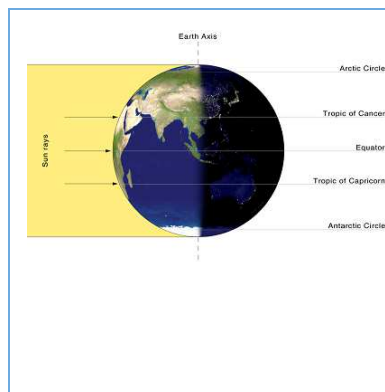 Earth Axis
Arctic Circle
Tropic of Cancer
Sun rays
Equator
Tropic of Capricorn
Antarctic Circle